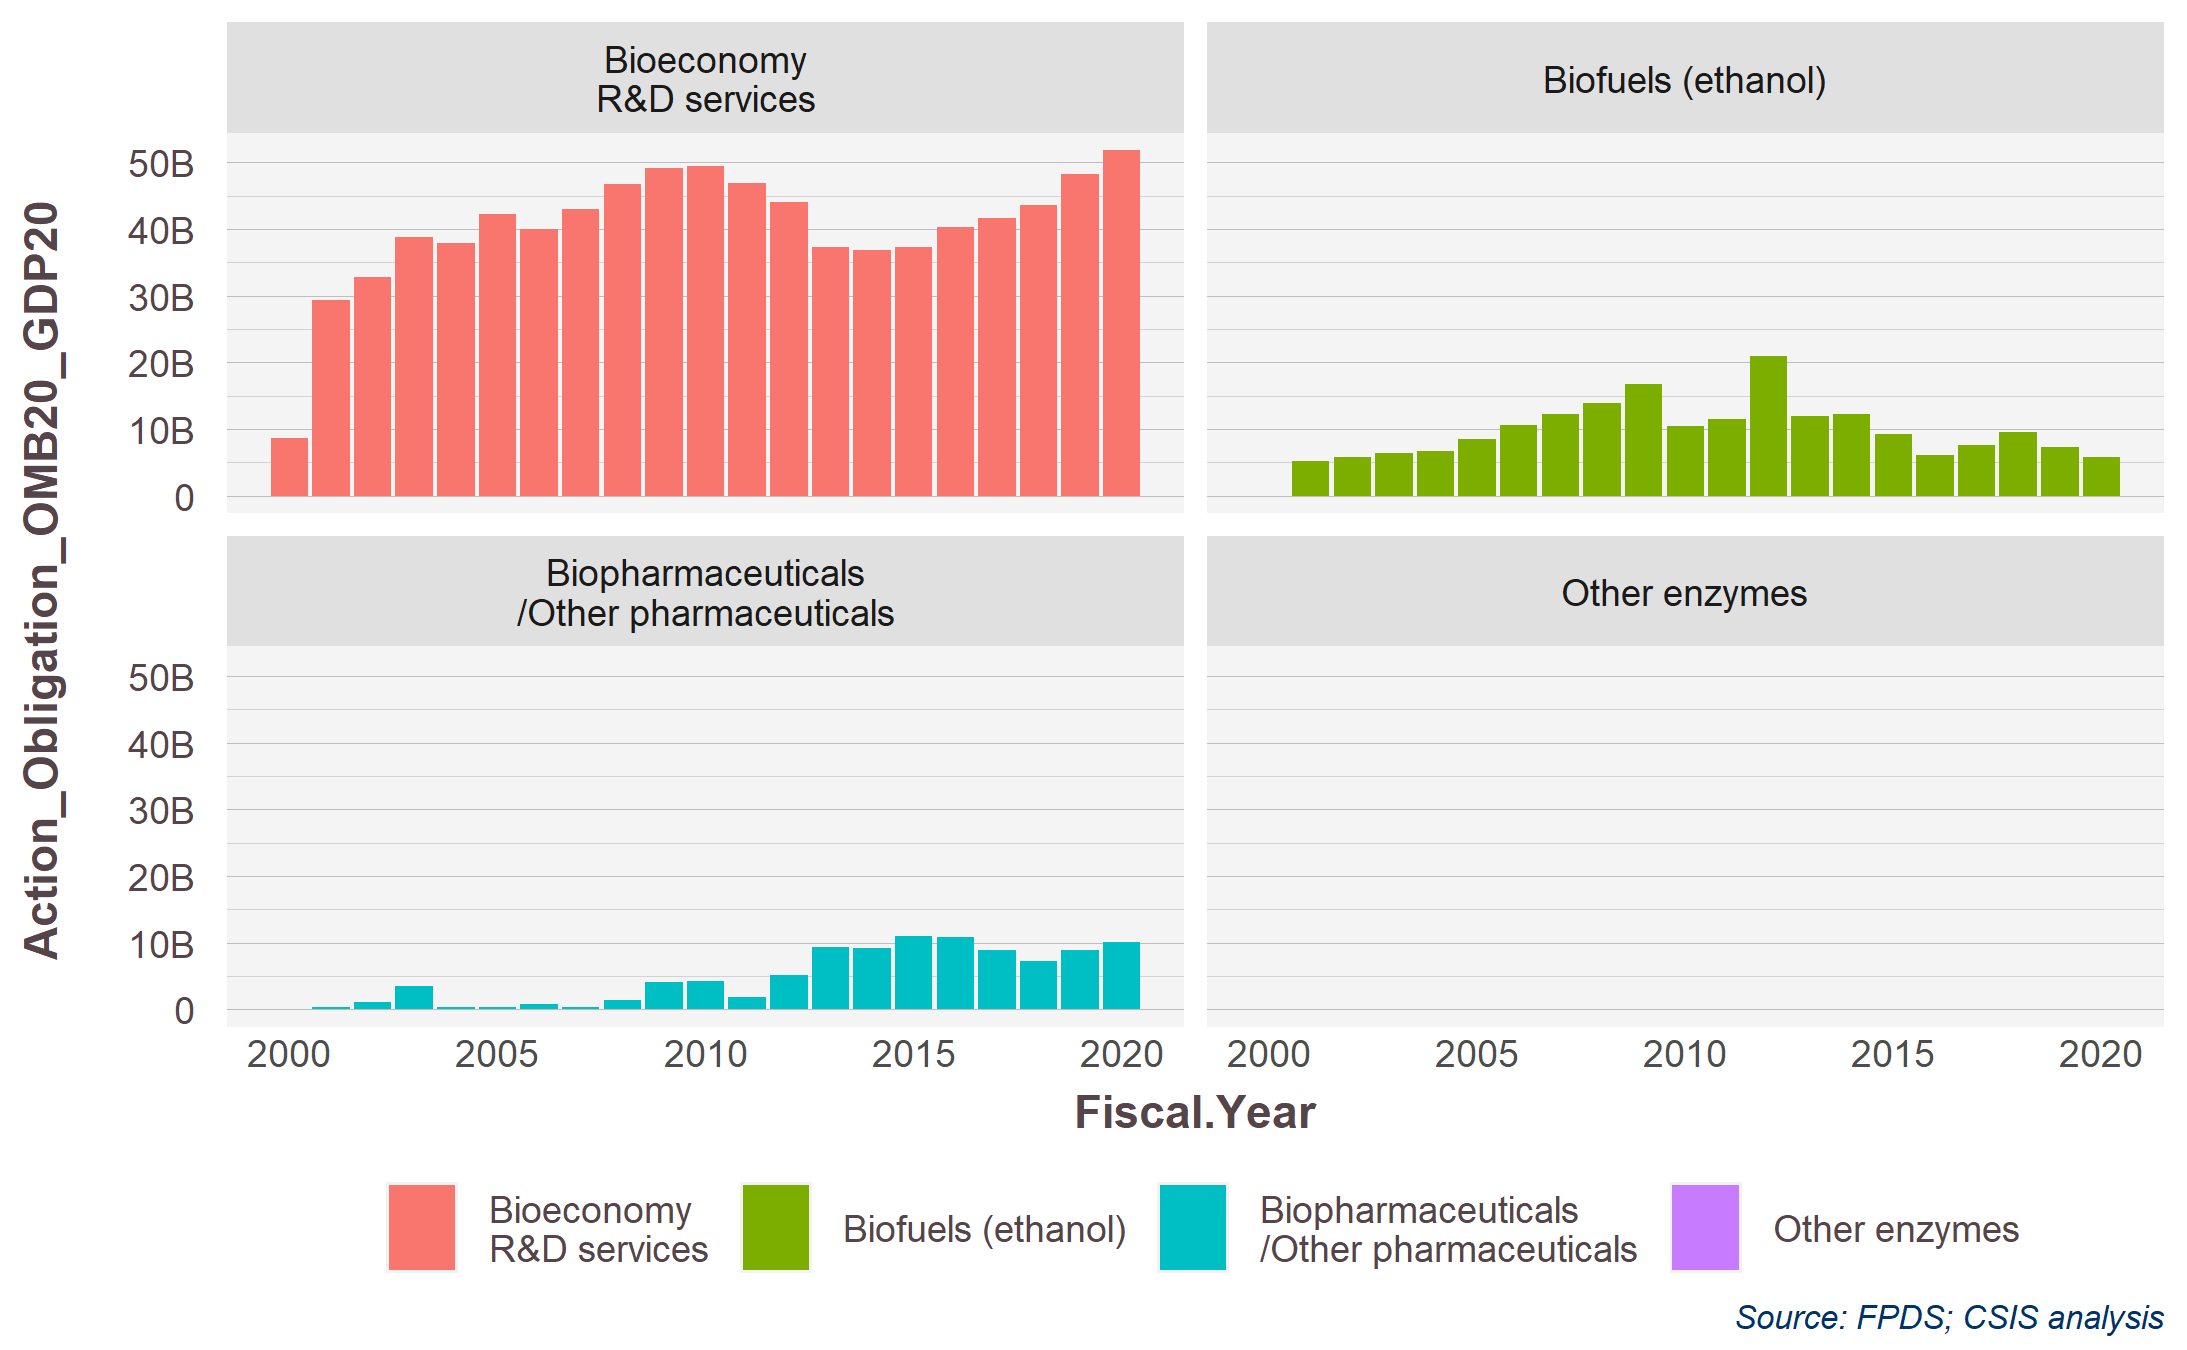 Bioeconomy
R&D services
Biofuels (ethanol)
50B
40B
30B
20B
10B
0
Biopharmaceuticals
/Other pharmaceuticals
Other enzymes
50B
40B
30B
20B
10B
0
Action_Obligation_OMB20_GDP20
2000 2005 2010 2015 2020
2000 2005 2010 2015 2020
Fiscal.Year
Bioeconomy
R&D services
Biofuels (ethanol)
Biopharmaceuticals
/Other pharmaceuticals
Other enzymes
Source: FPDS; CSIS analysis